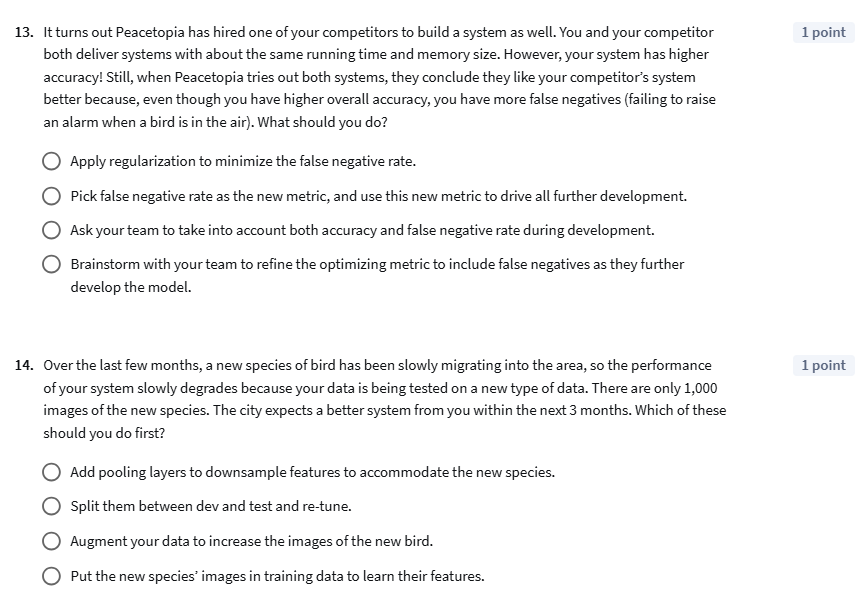 13. It turns out Peacetopia has hired one of your competitors to build a system as well. You and your competitor 1 point
both deliver systems with about the same running time and memory size. However, your system has higher
accuracy! Still, when Peacetopia tries out both systems, they conclude they like your competitor's system
better because, even though you have higher overall accuracy, you have more false negatives (failing to raise
an alarm when a bird is in the air). What should you do?
Apply regularization to minimize the false negative rate.
Pick false negative rate as the new metric, and use this new metric to drive all further development.
Ask your team to take into account both accuracy and false negative rate during development.
Brainstorm with your team to refine the optimizing metric to include false negatives as they further
develop the model.
14. Over the last few months, a new species of bird has been slowly migrating into the area, so the performance 1 point
of your system slowly degrades because your data is being tested on a new type of data. There are only 1,000
images of the new species. The city expects a better system from you within the next 3 months. Which of these
should you do first?
Add pooling layers to downsample features to accommodate the new species.
Split them between dev and test and re-tune.
Augment your data to increase the images of the new bird.
Put the new species' images in training data to learn their features.